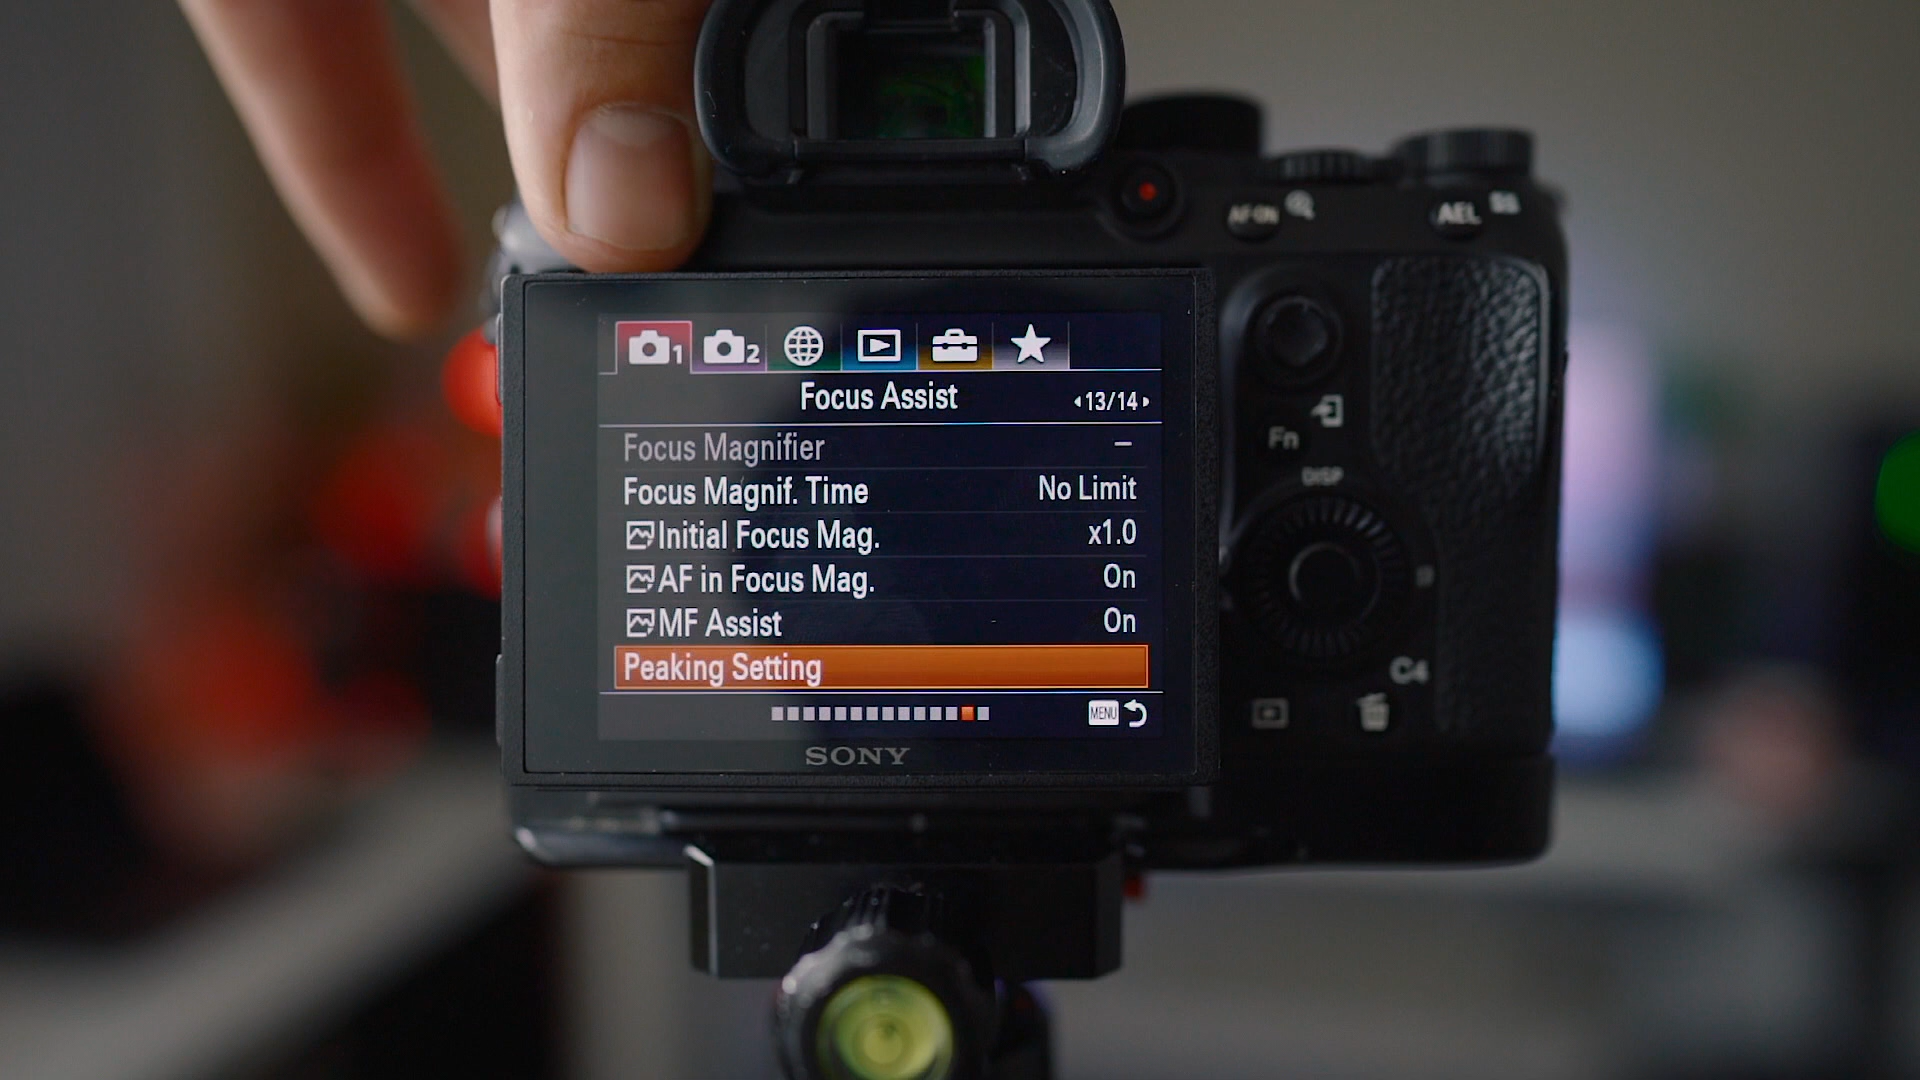 AF-ON
AEL
1
2
Focus Assist
13/14
Focus Magnifier –
Focus Magnif. Time No Limit
Initial Focus Mag. x1.0
AF in Focus Mag. On
MF Assist On
Peaking Setting
MENU
SONY
Fn
DISP
C4